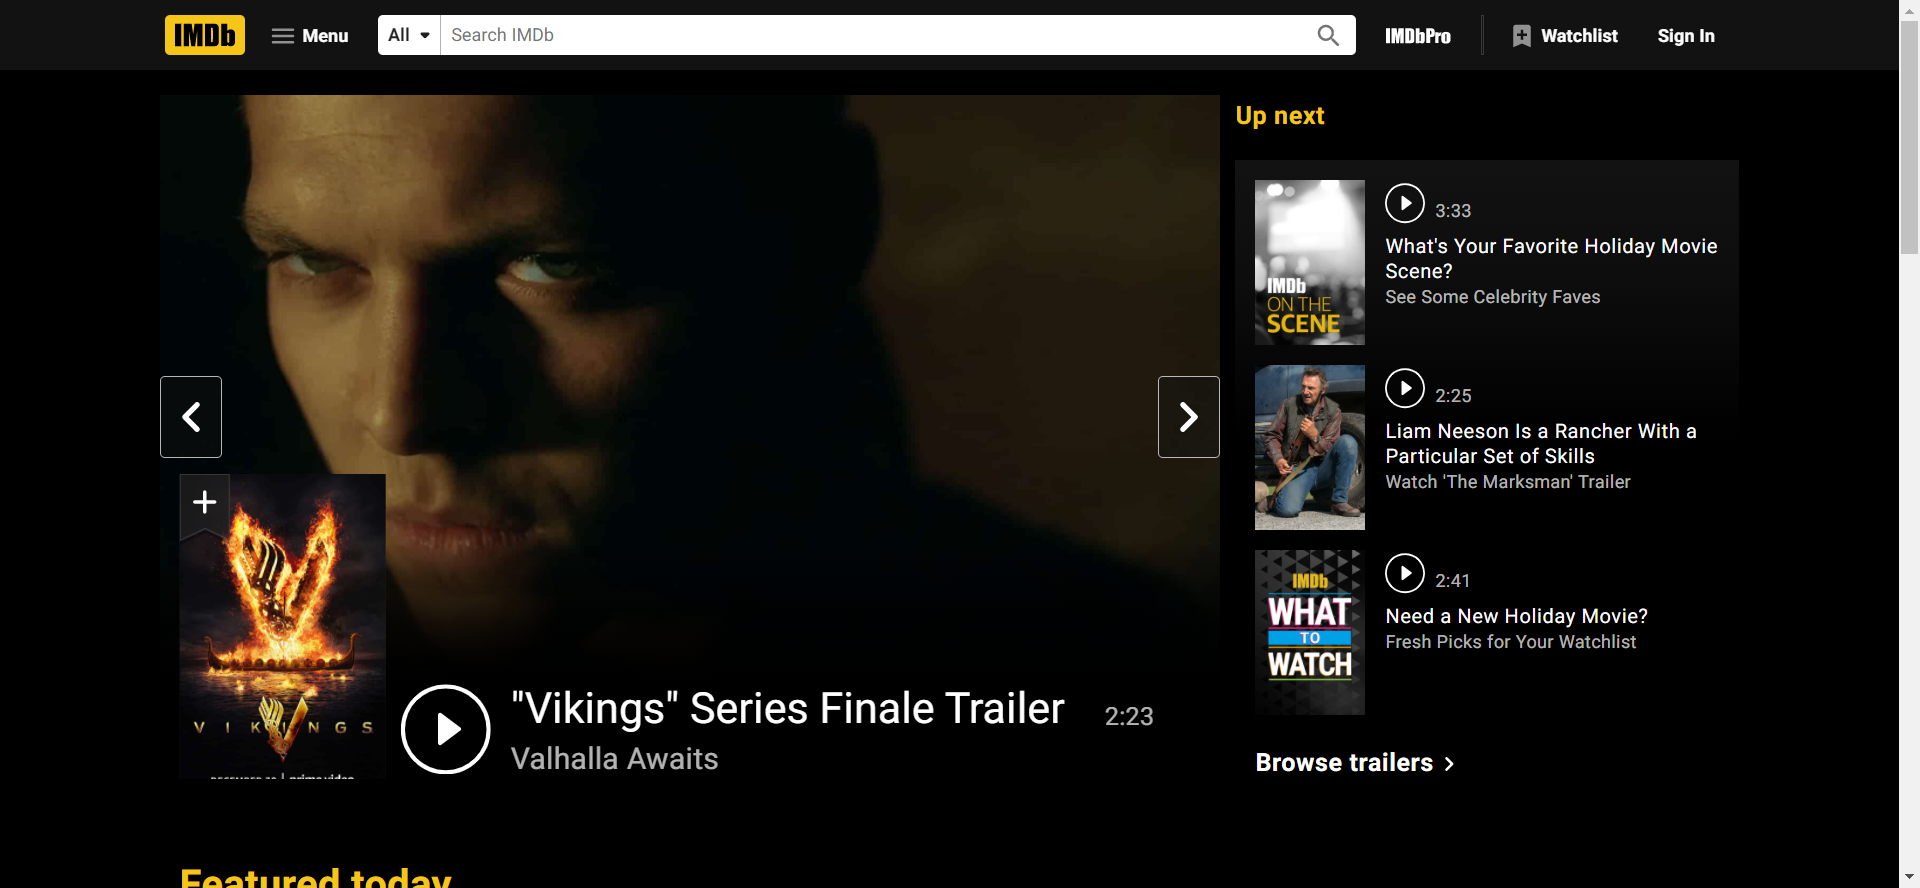 IMDb
Menu
All
Search IMDb
IMDbPro
Watchlist
Sign In
Up next
3:33
What's Your Favorite Holiday Movie
Scene?
See Some Celebrity Faves
IMDb
ON THE
SCENE
2:25
Liam Neeson Is a Rancher With a
Particular Set of Skills
Watch 'The Marksman' Trailer
2:41
Need a New Holiday Movie?
Fresh Picks for Your Watchlist
IMDb
WHAT
TO
WATCH
Browse trailers
VIKINGS
"Vikings" Series Finale Trailer
2:23
Valhalla Awaits
Featured today